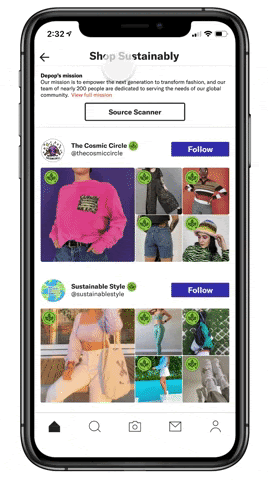 2:32
Shop Sustainably
Depop's mission
Our mission is to empower the next generation to transform fashion, and our
team of nearly 200 people are dedicated to serving the needs of our global
community. View full mission
Source Scanner
The Cosmic Circle
@thecosmiccircle
Follow
Sustainable Style
@sustainablestyle
Follow